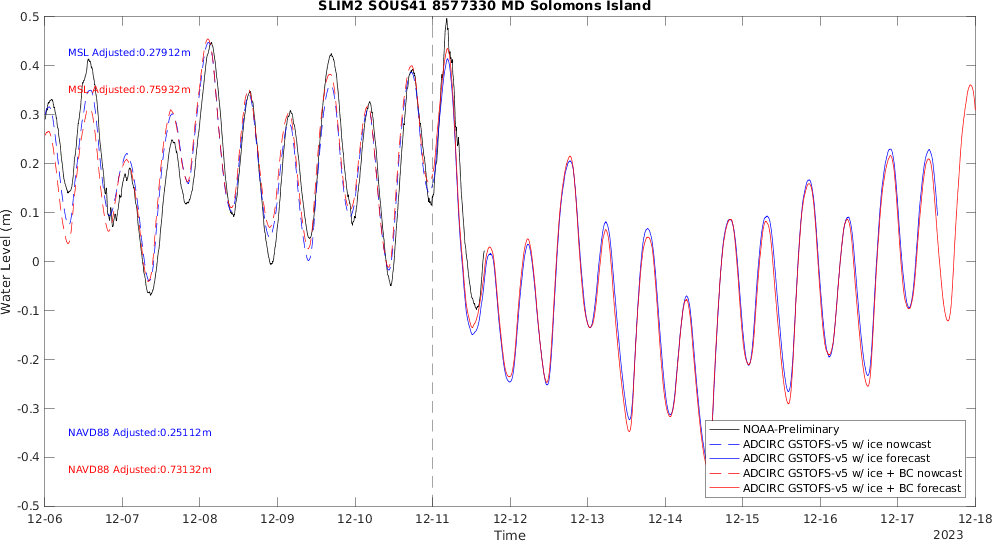 SLIM2 SOUS41 8577330 MD Solomons Island
0.5
0.4
0.3
0.2
0.1
0
-0.1
-0.2
-0.3
-0.4
-0.5
Water Level (m)
MSL Adjusted:0.27912m
MSL Adjusted:0.75932m
NAVD88 Adjusted:0.25112m
NAVD88 Adjusted:0.73132m
NOAA-Preliminary
ADCIRC GSTOFS-v5 w/ ice nowcast
ADCIRC GSTOFS-v5 w/ ice forecast
ADCIRC GSTOFS-v5 w/ ice + BC nowcast
ADCIRC GSTOFS-v5 w/ ice + BC forecast
12-06 12-07 12-08 12-09 12-10 12-11 12-12 12-13 12-14 12-15 12-16 12-17 12-18
Time
2023